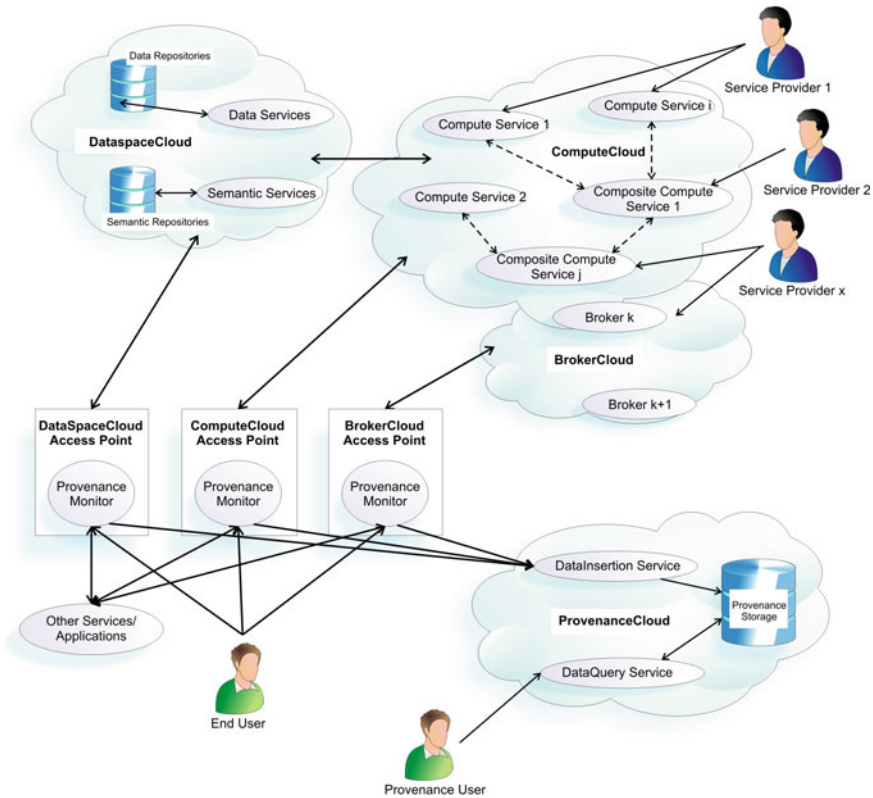 Data Repositories
Data Services
DataspaceCloud
Semantic Services
Semantic Repositories
Service Provider 1
Compute Service i
Compute Service 1
ComputeCloud
Service Provider 2
Compute Service 2
Composite Compute
Service 1
Composite Compute
Service j
Service Provider x
Broker k
BrokerCloud
Broker k+1
DataSpaceCloud
Access Point
Provenance
Monitor
ComputeCloud
Access Point
Provenance
Monitor
BrokerCloud
Access Point
Provenance
Monitor
DataInsertion Service
Provenance
Storage
ProvenanceCloud
DataQuery Service
Other Services/
Applications
End User
Provenance User